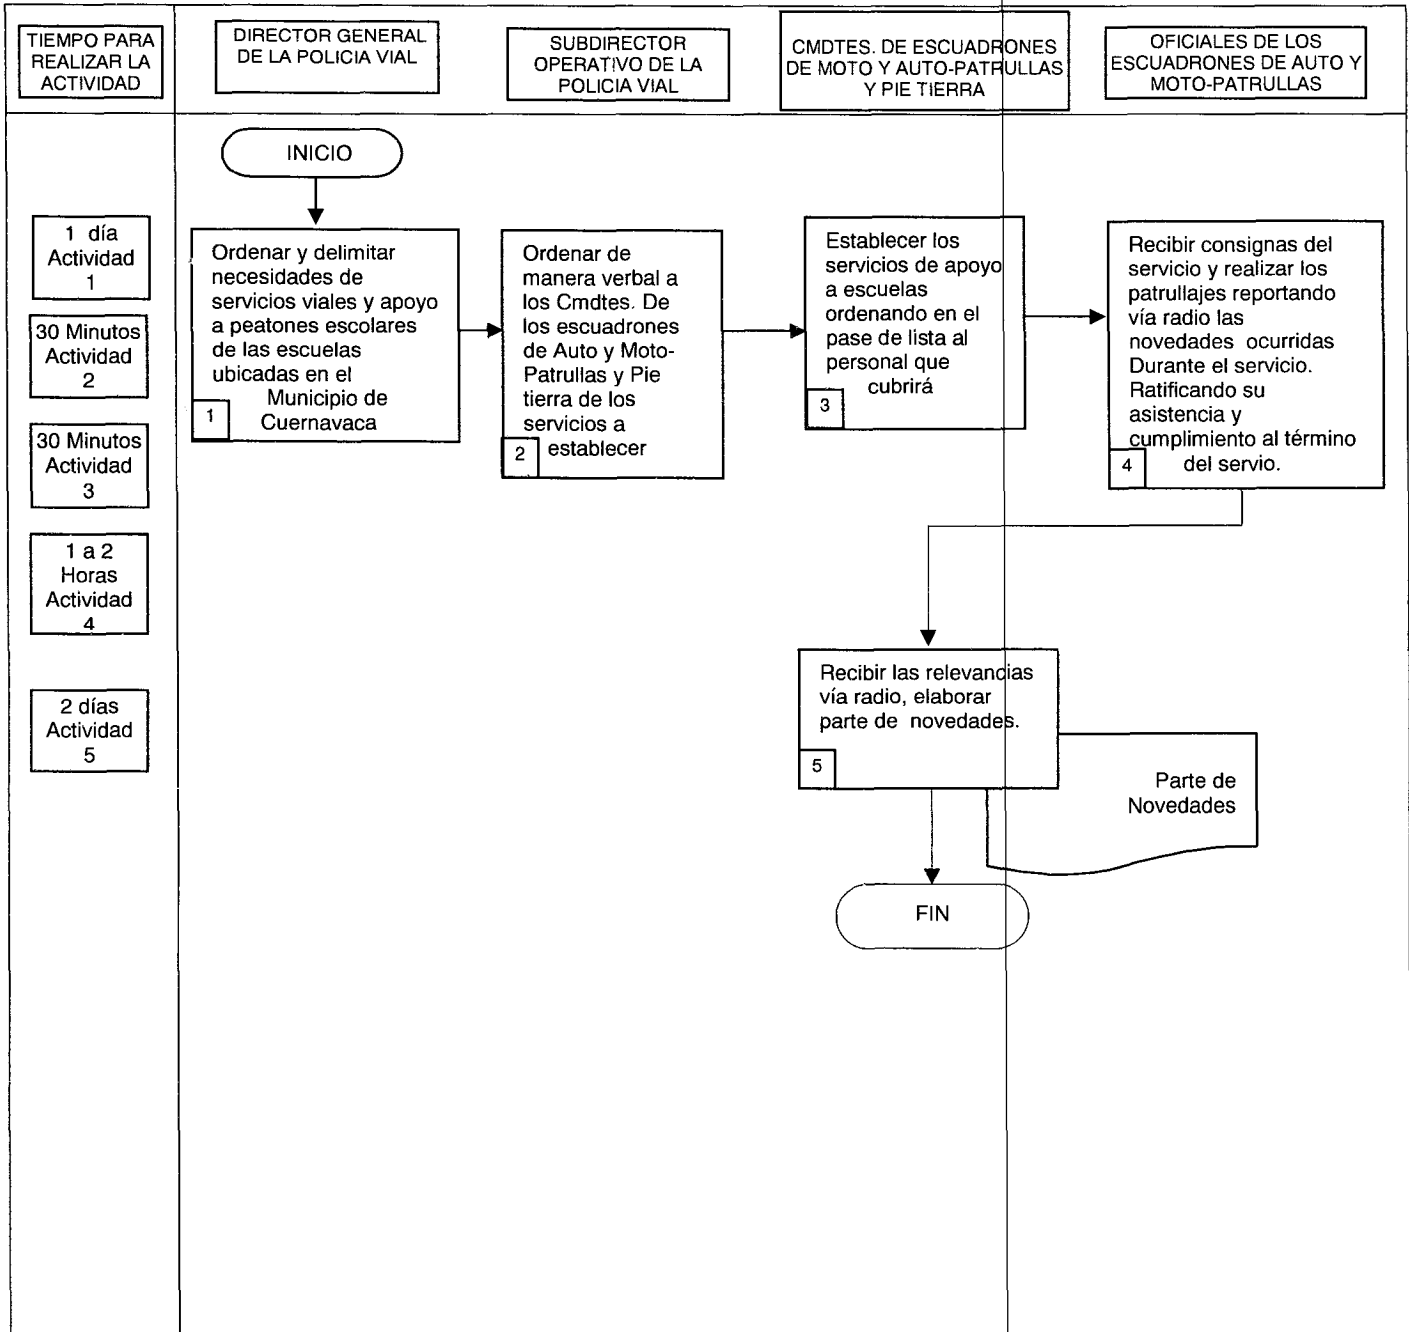 TIEMPO PARA
REALIZAR LA
ACTIVIDAD
DIRECTOR GENERAL
DE LA POLICIA VIAL
SUBDIRECTOR
OPERATIVO DE LA
POLICIA VIAL
CMDTES. DE ESCUADRONES
DE MOTO Y AUTO-PATRULLAS
Y PIE TIERRA
OFICIALES DE LOS
ESCUADRONES DE AUTO Y
MOTO-PATRULLAS
INICIO
1 día
Actividad
1
30 Minutos
Actividad
2
30 Minutos
Actividad
3
1 a 2
Horas
Actividad
4
2 días
Actividad
5
Ordenar y delimitar
necesidades de
servicios viales y apoyo
a peatones escolares
de las escuelas
ubicadas en el
Municipio de
Cuernavaca
1
Ordenar de
manera verbal a
los Cmdtes. De
los escuadrones
de Auto y Moto-
Patrullas y Pie
tierra de los
servicios a
establecer
2
Establecer los
servicios de apoyo
a escuelas
ordenando en el
pase de lista al
personal que
cubrirá
3
Recibir consignas del
servicio y realizar los
patrullajes reportando
vía radio las
novedades ocurridas
Durante el servicio.
Ratificando su
asistencia y
cumplimiento al término
del servio.
4
Recibir las relevancias
vía radio, elaborar
parte de novedades.
5
Parte de
Novedades
FIN